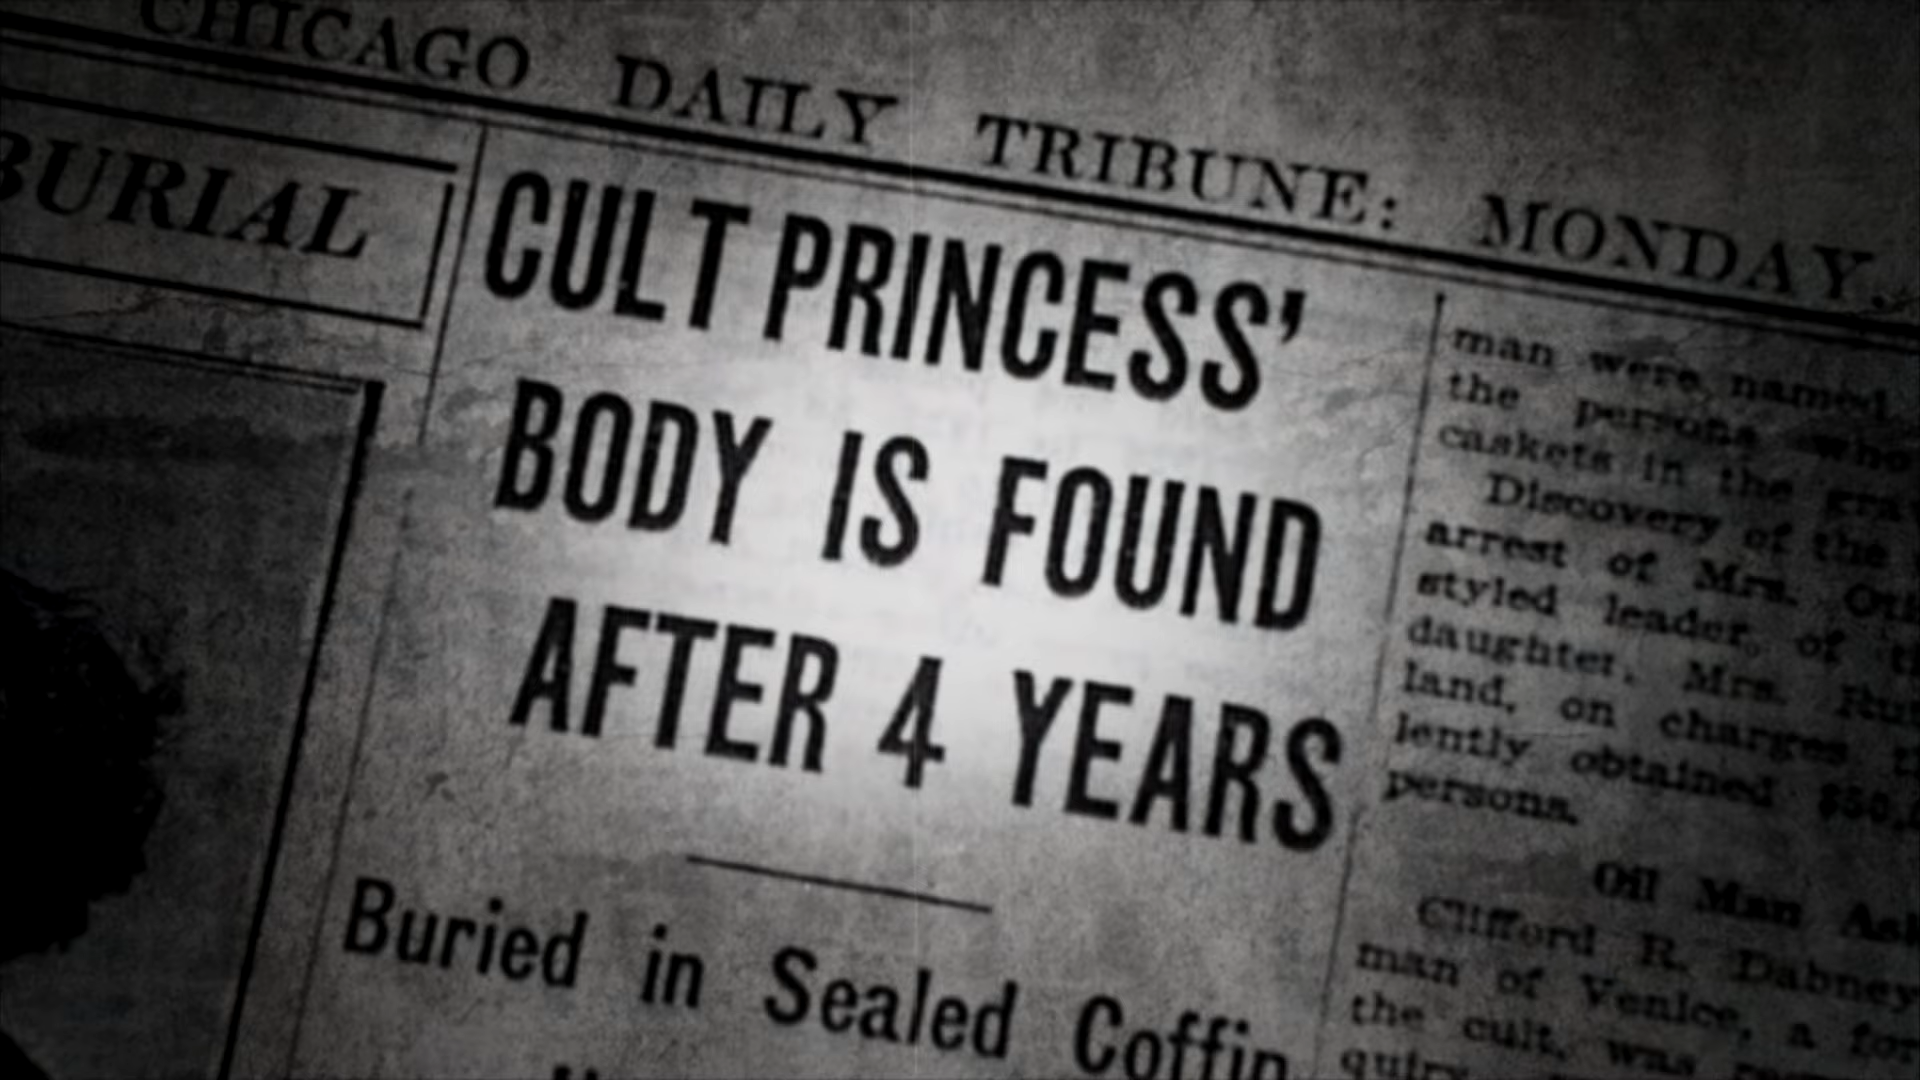 CHICAGO DAILY TRIBUNE: MONDAY,
BURIAL
CULT PRINCESS'
BODY IS FOUND
AFTER 4 YEARS
Buried in Sealed Coffin
man were named
the persons who
caskets in the
Discovery of the
arrest of Mrs.
styled leader of
daughter, Mrs.
land, on charges
lently obtained
persons.
Oil Man
Clifford R. Dabney
man of Venice, a
the cult, was